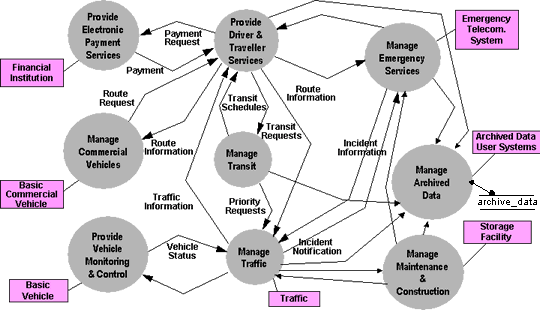 Provide
Electronic
Payment
Services
Payment
Request
Payment
Provide
Driver &
Traveller
Services
Manage
Emergency
Services
Emergency
Telecom.
System
Financial
Institution
Route
Request
Transit
Schedules
Route
Information
Manage
Commercial
Vehicles
Route
Information
Transit
Requests
Incident
Information
Archived Data
User Systems
Manage
Transit
Manage
Archived
Data
Basic
Commercial
Vehicle
Traffic
Information
Priority
Requests
archive_data
Provide
Vehicle
Monitoring
& Control
Vehicle
Status
Manage
Traffic
Incident
Notification
Storage
Facility
Manage
Maintenance
&
Construction
Basic
Vehicle
Traffic